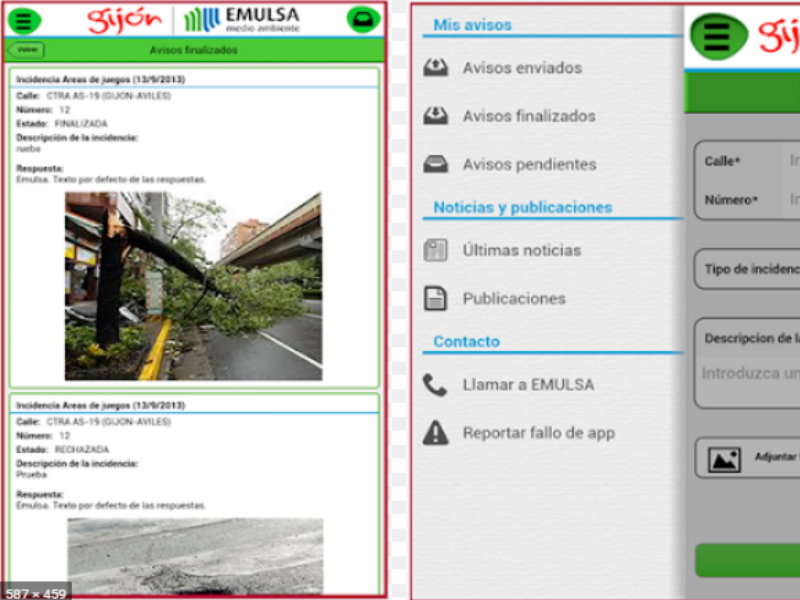 gijón EMULSA
medio ambiente
Volver
Avisos finalizados
Incidencia Areas de juegos (13/9/2013)
Calle: CTRA AS-19 (GIJON-AVILES)
Número: 12
Estado: FINALIZADA
Descripción de la incidencia:
rueba
Respuesta:
Emulsa. Texto por defecto de las respuestas.
Incidencia Areas de juegos (13/9/2013)
Calle: CTRA AS-19 (GIJON-AVILES)
Número: 12
Estado: RECHAZADA
Descripción de la incidencia:
Prueba
Respuesta:
Emulsa. Texto por defecto de las respuestas.
587 × 459
Mis avisos
Avisos enviados
Avisos finalizados
Avisos pendientes
Noticias y publicaciones
Últimas noticias
Publicaciones
Contacto
Llamar a EMULSA
Reportar fallo de app
gij
Calle* In
Número* In
Tipo de incidenc
Descripcion de la
Introduzca un
Adjuntar